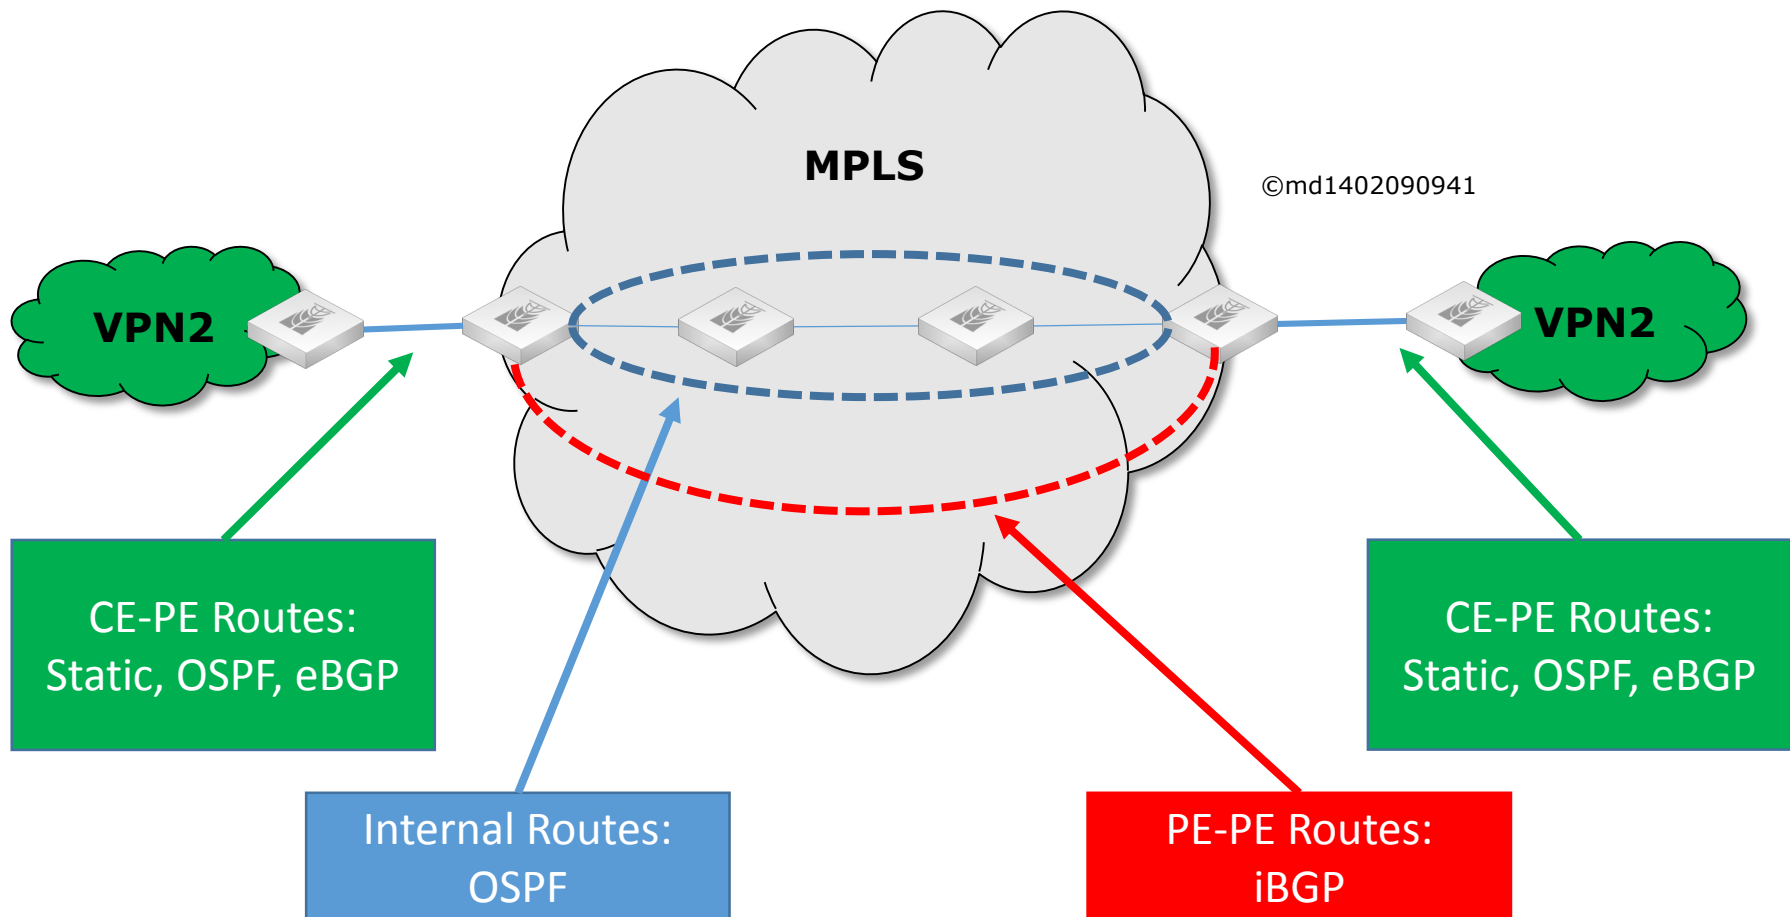 MPLS
©md1402090941
VPN2
VPN2
CE-PE Routes:
Static, OSPF, eBGP
CE-PE Routes:
Static, OSPF, eBGP
Internal Routes:
OSPF
PE-PE Routes:
iBGP